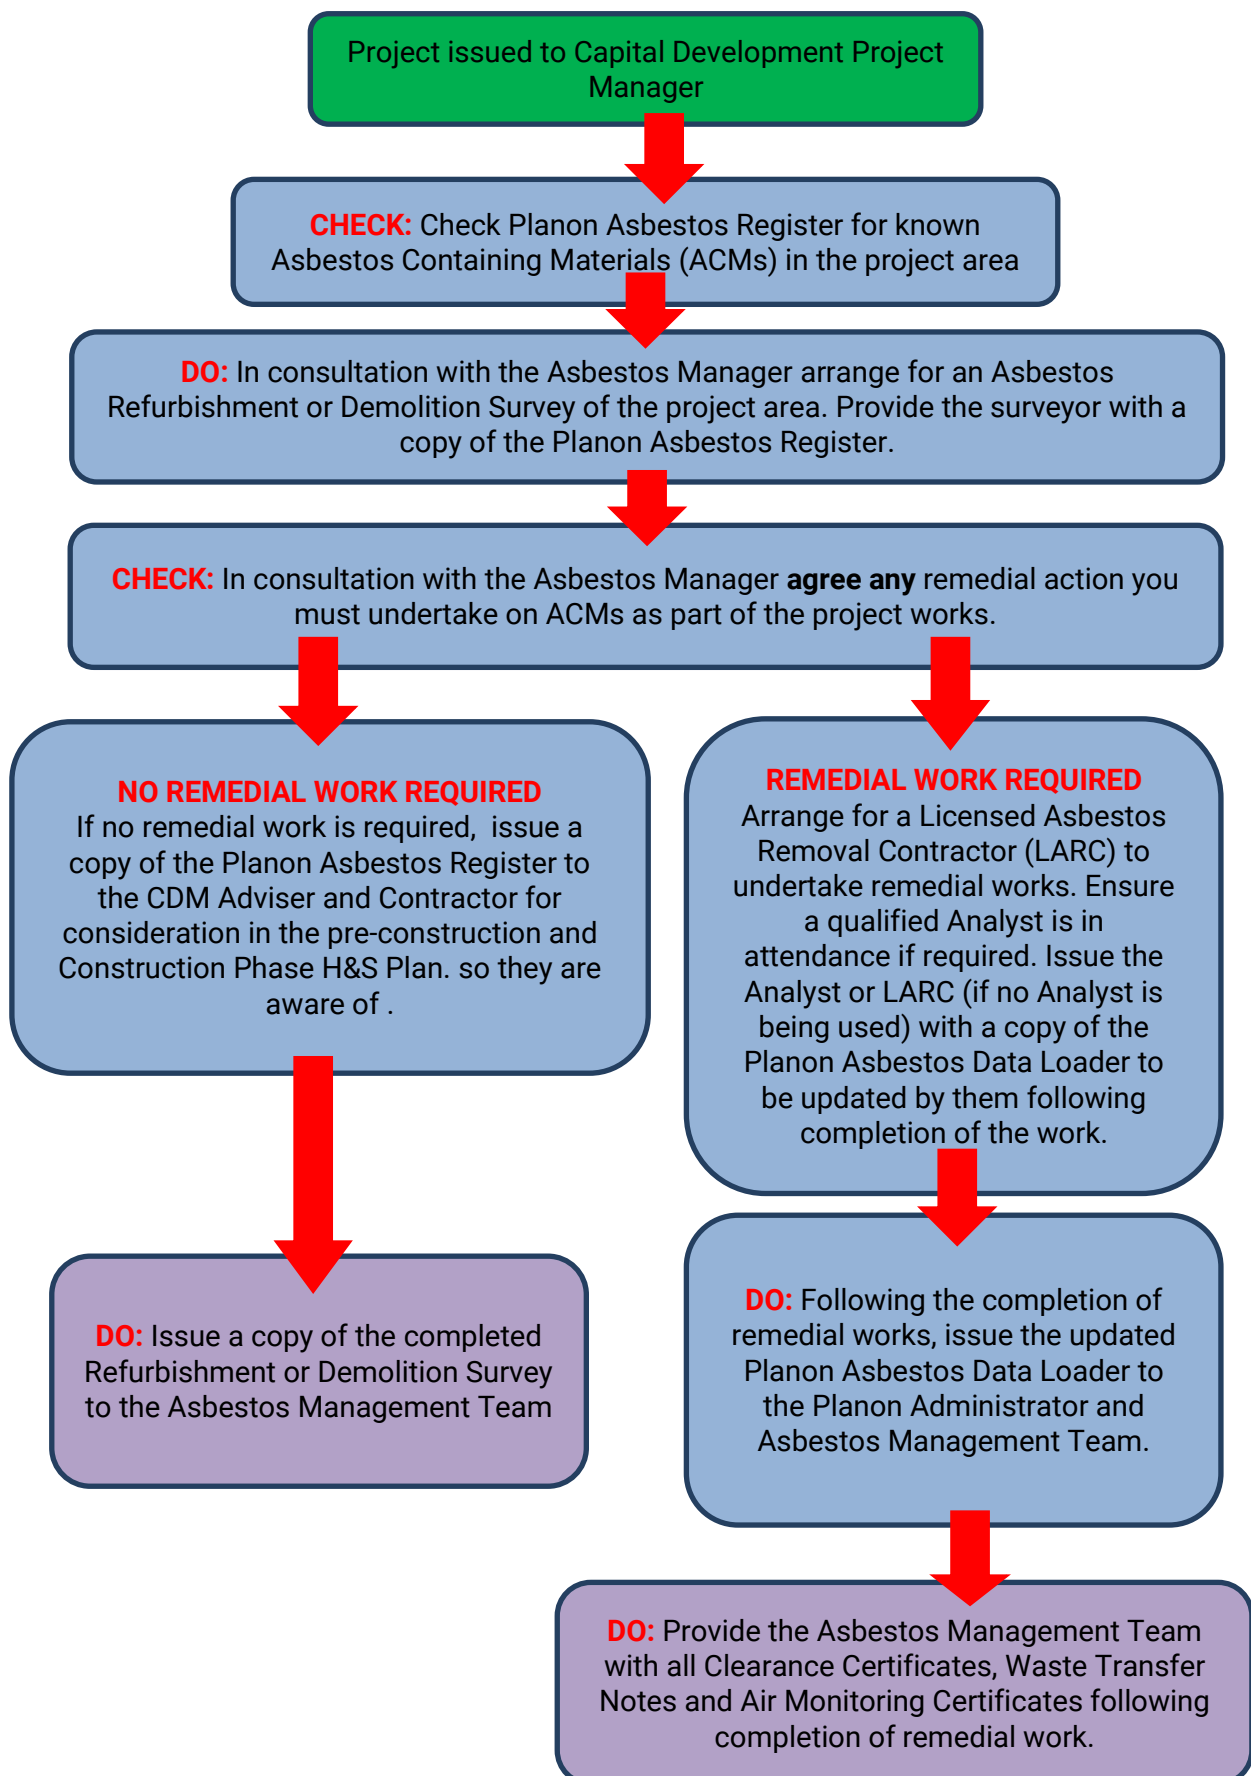 Project issued to Capital Development Project
Manager
CHECK: Check Planon Asbestos Register for known
Asbestos Containing Materials (ACMs) in the project area
DO: In consultation with the Asbestos Manager arrange for an Asbestos
Refurbishment or Demolition Survey of the project area. Provide the surveyor with a
copy of the Planon Asbestos Register.
CHECK: In consultation with the Asbestos Manager agree any remedial action you
must undertake on ACMs as part of the project works.
NO REMEDIAL WORK REQUIRED
If no remedial work is required,  issue a
copy of the Planon Asbestos Register to
the CDM Adviser and Contractor for
consideration in the pre-construction and
Construction Phase H&S Plan. so they are
aware of .
REMEDIAL WORK REQUIRED
Arrange for a Licensed Asbestos
Removal Contractor (LARC) to
undertake remedial works. Ensure
a qualified Analyst is in
attendance if required. Issue the
Analyst or LARC (if no Analyst is
being used) with a copy of the
Planon Asbestos Data Loader to
be updated by them following
completion of the work.
DO: Issue a copy of the completed
Refurbishment or Demolition Survey
to the Asbestos Management Team
DO: Following the completion of
remedial works, issue the updated
Planon Asbestos Data Loader to
the Planon Administrator and
Asbestos Management Team.
DO: Provide the Asbestos Management Team
with all Clearance Certificates, Waste Transfer
Notes and Air Monitoring Certificates following
completion of remedial work.